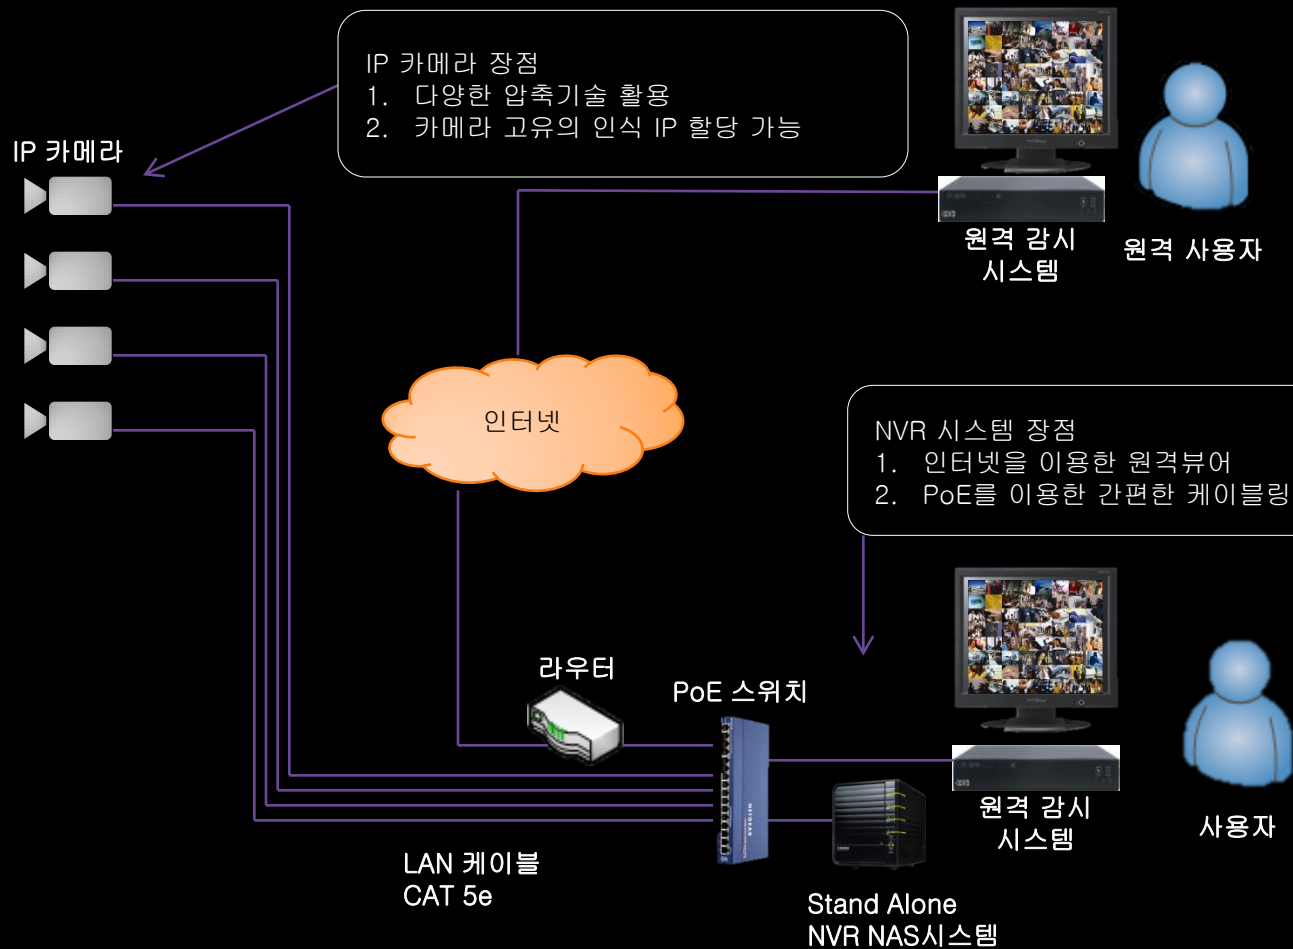 IP 카메라 장점
1. 다양한 압축기술 활용
2. 카메라 고유의 인식 IP 할당 가능
IP 카메라
원격 감시
시스템
원격 사용자
인터넷
NVR 시스템 장점
1. 인터넷을 이용한 원격뷰어
2. PoE를 이용한 간편한 케이블링
라우터
PoE 스위치
NETGEAR
원격 감시
시스템
사용자
LAN 케이블
CAT 5e
Stand Alone
NVR NAS시스템